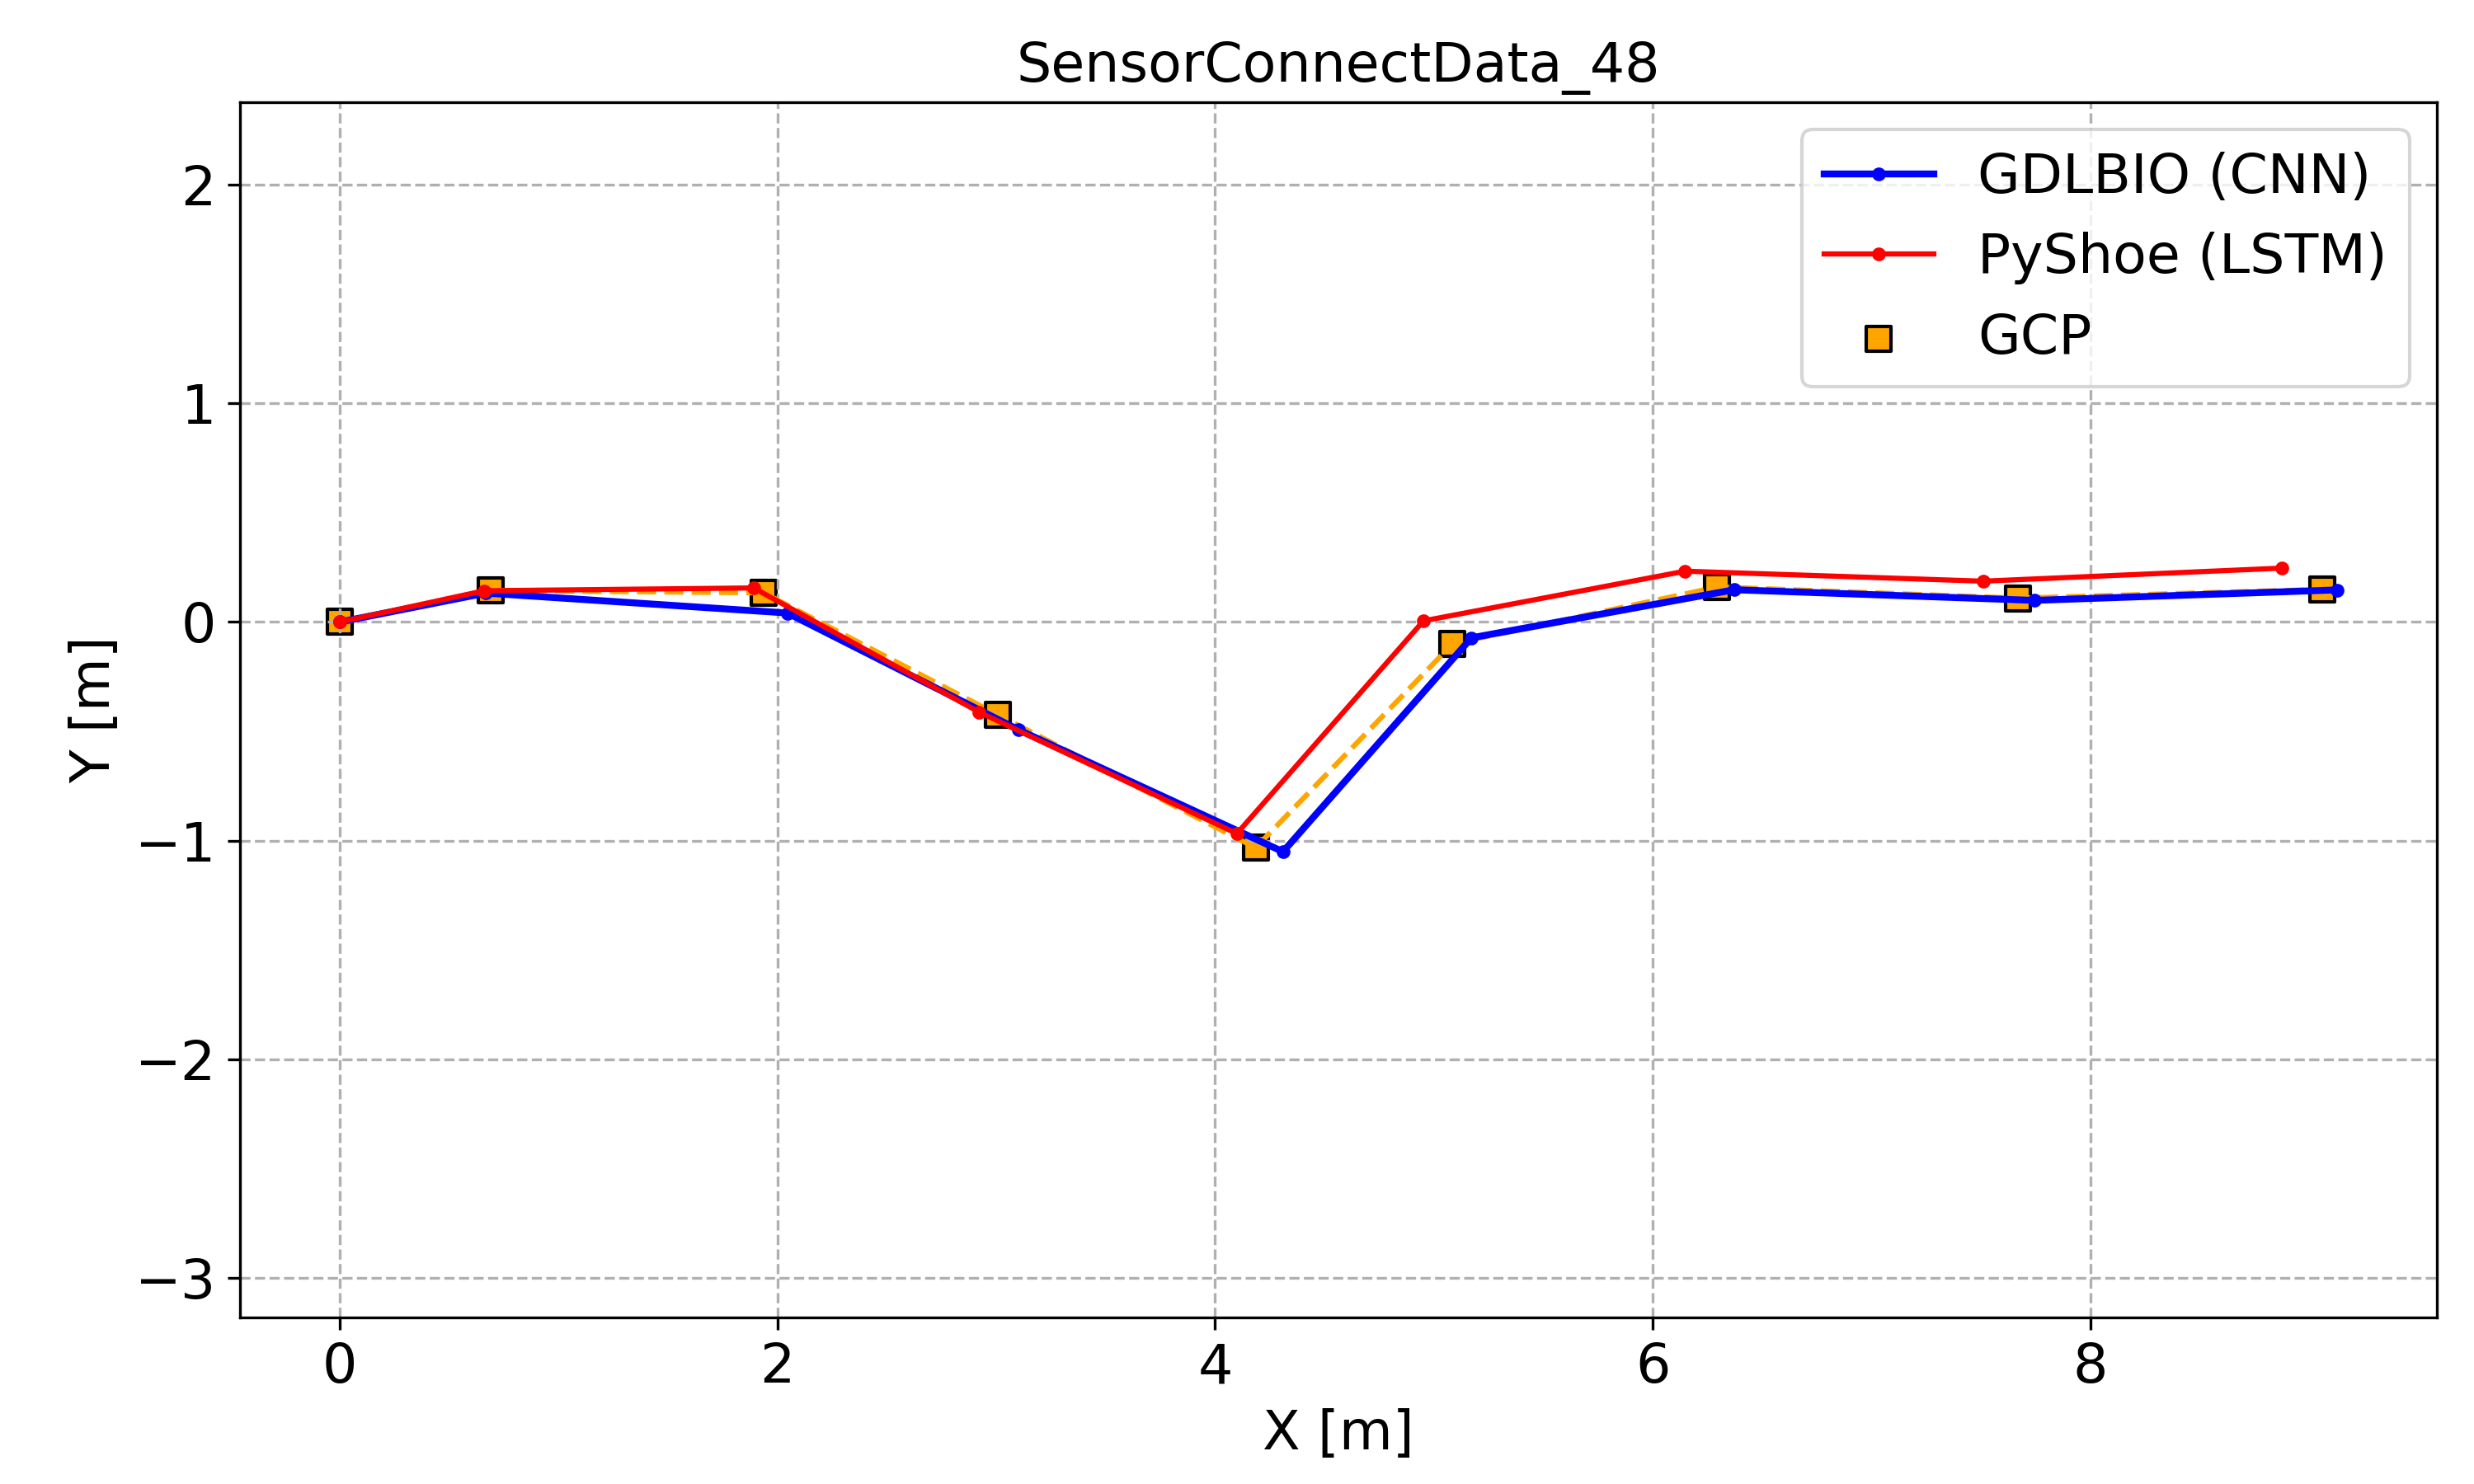 SensorConnectData_48
GDLBIO (CNN)
PyShoe (LSTM)
GCP
2
1
0
−1
−2
−3
Y [m]
0 2 4 6 8
X [m]